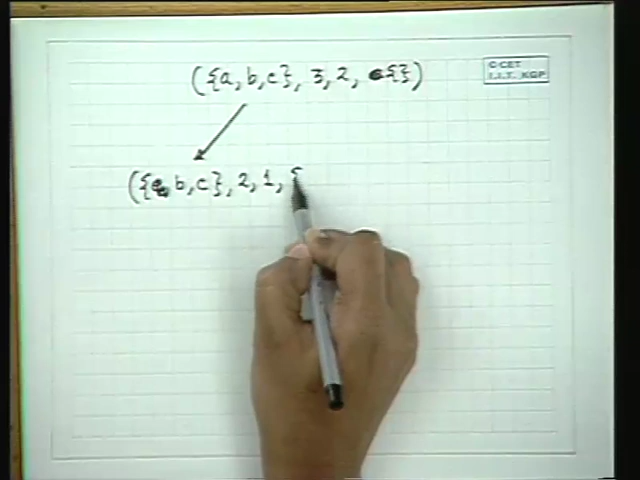 ({a, b, c}, 3, 2, {})
© CET
I.I.T. KGP
b, c}, 2, 1, {